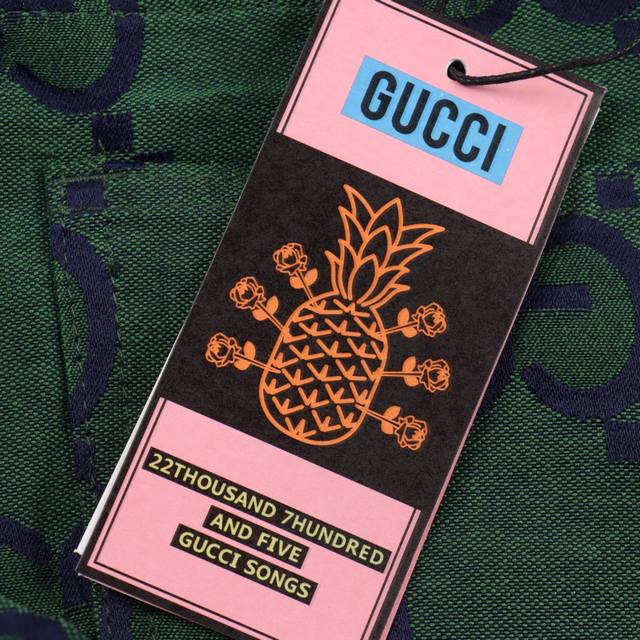 GUCCI
22THOUSAND 7HUNDRED
AND FIVE
GUCCI SONGS